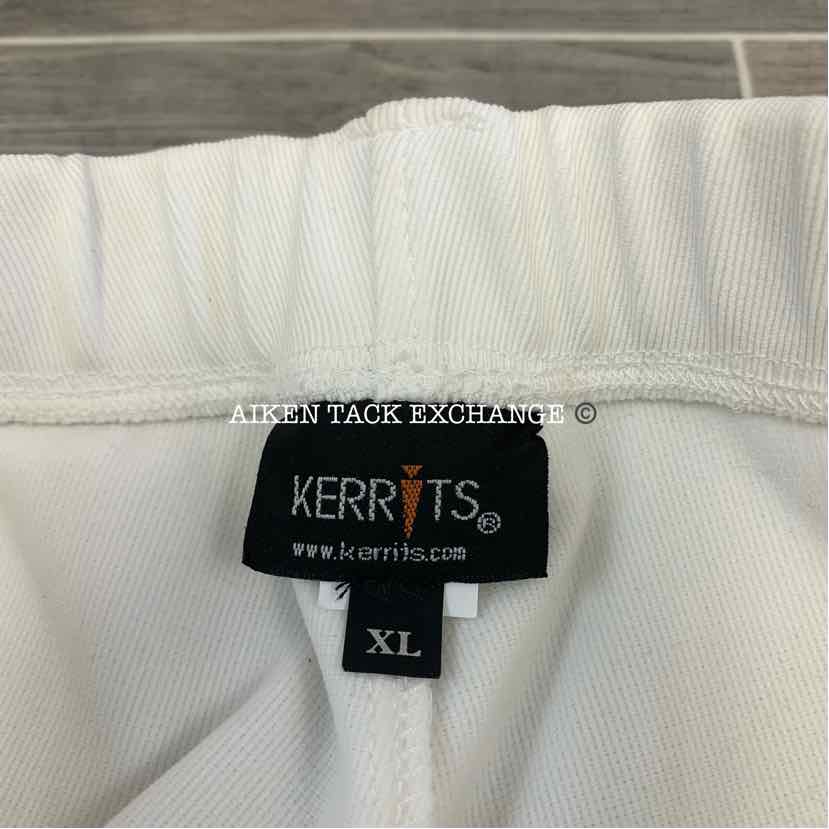 AIKEN TACK EXCHANGE ©
KERRiTS®
www.kerrits.com
XL